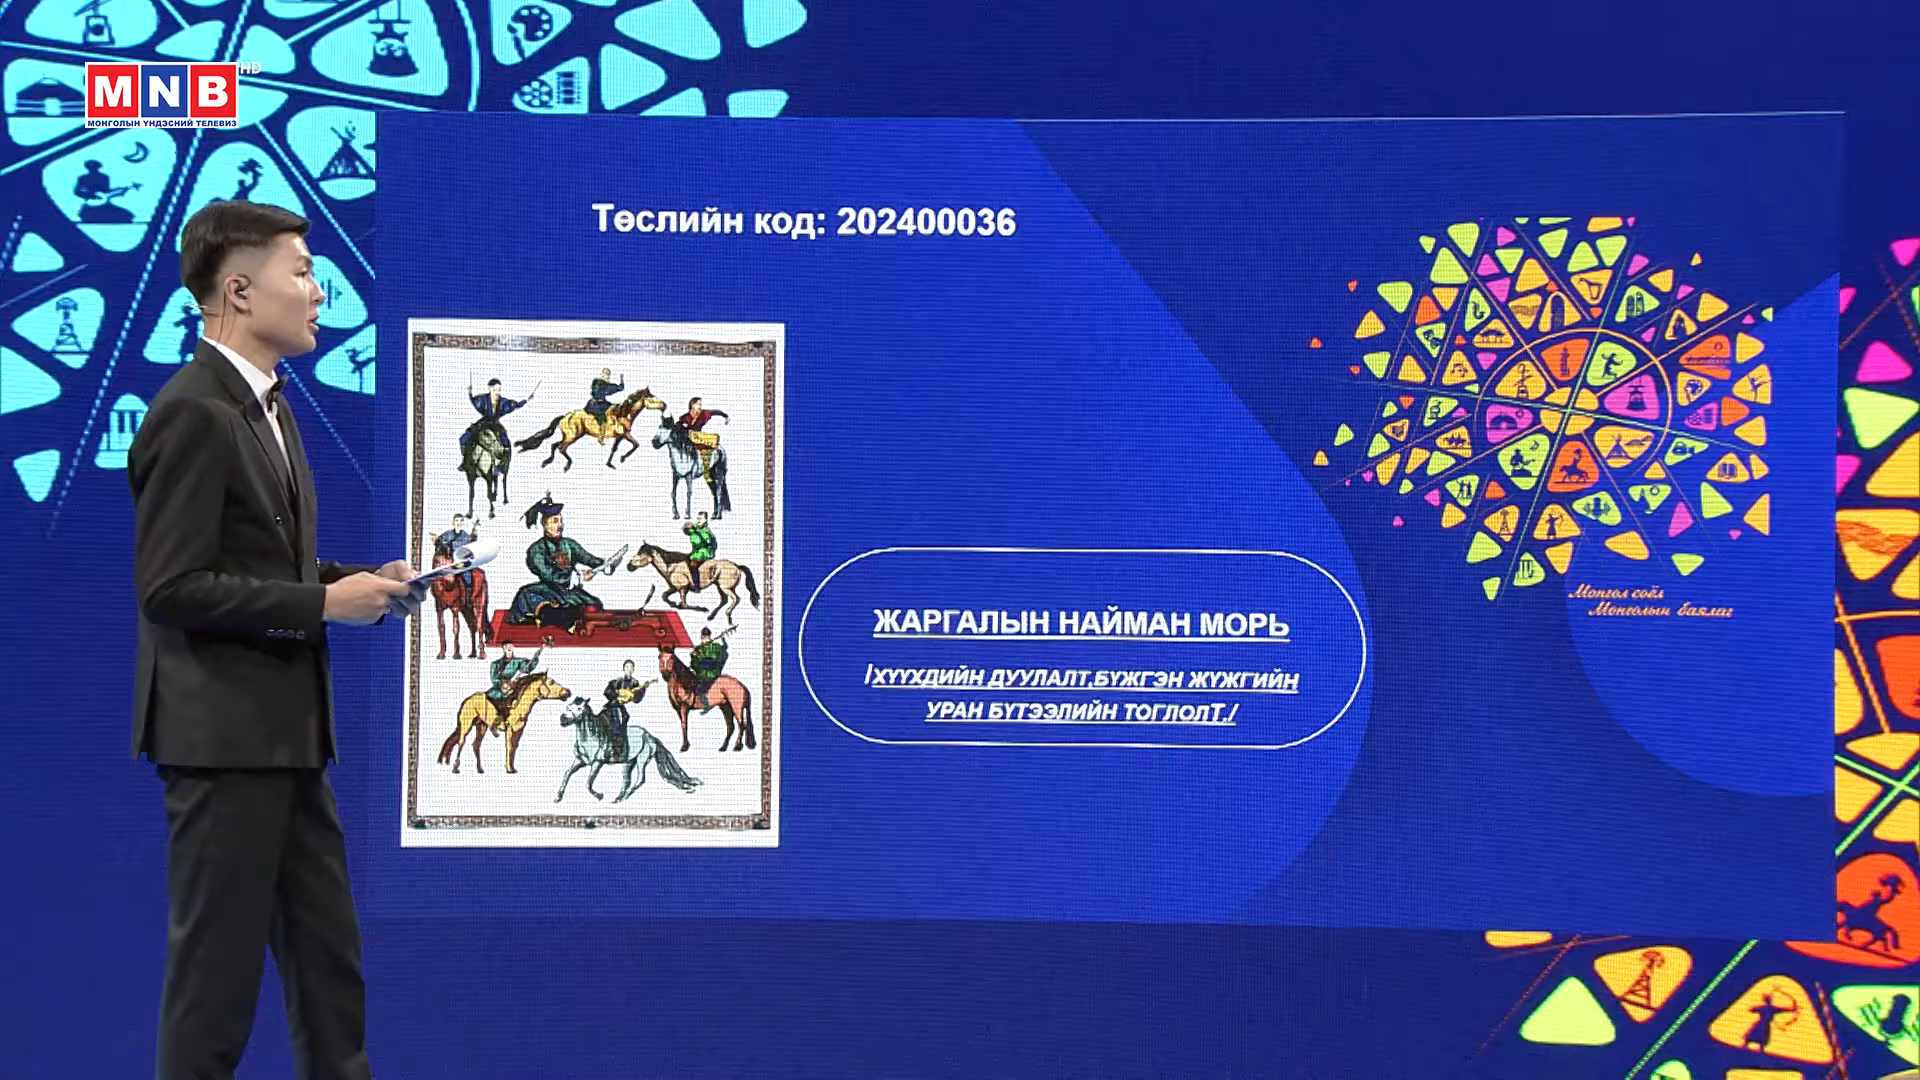 MNB HD
МОНГОЛЫН ҮНДЭСНИЙ ТЕЛЕВИЗ
Төслийн код: 202400036
ЖАРГАЛЫН НАЙМАН МОРЬ
/ХҮҮХДИЙН ДУУЛАЛТ,БҮЖГЭН ЖҮЖГИЙН
УРАН БҮТЭЭЛИЙН ТОГЛОЛТ./
Монгол соёл
Монголын баялаг